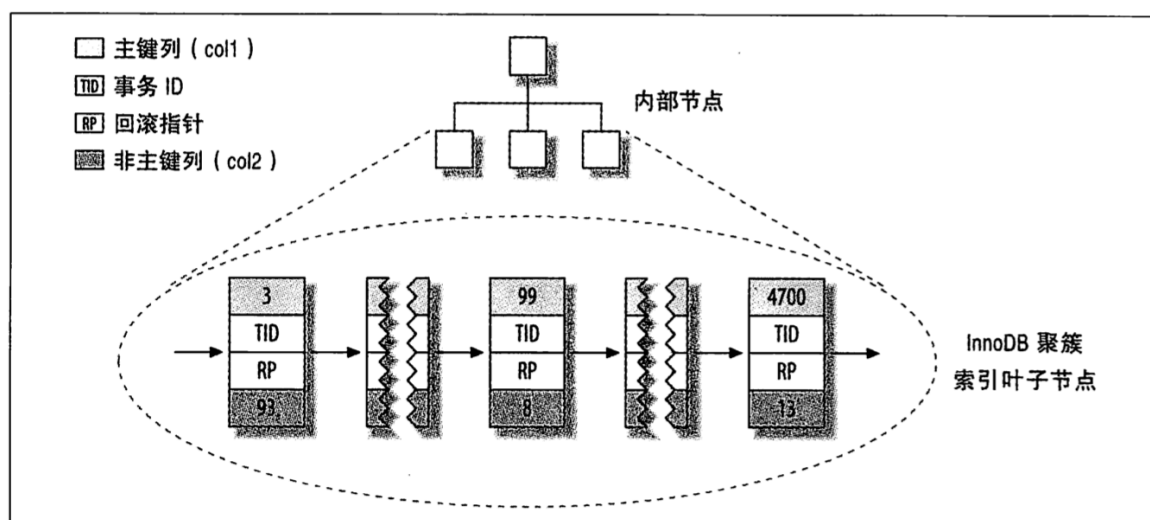 主键列（col1）
TID 事务 ID
RP 回滚指针
非主键列（col2）
内部节点
3
TID
RP
93
99
TID
RP
8
4700
TID
RP
13
InnoDB 聚簇
索引叶子节点